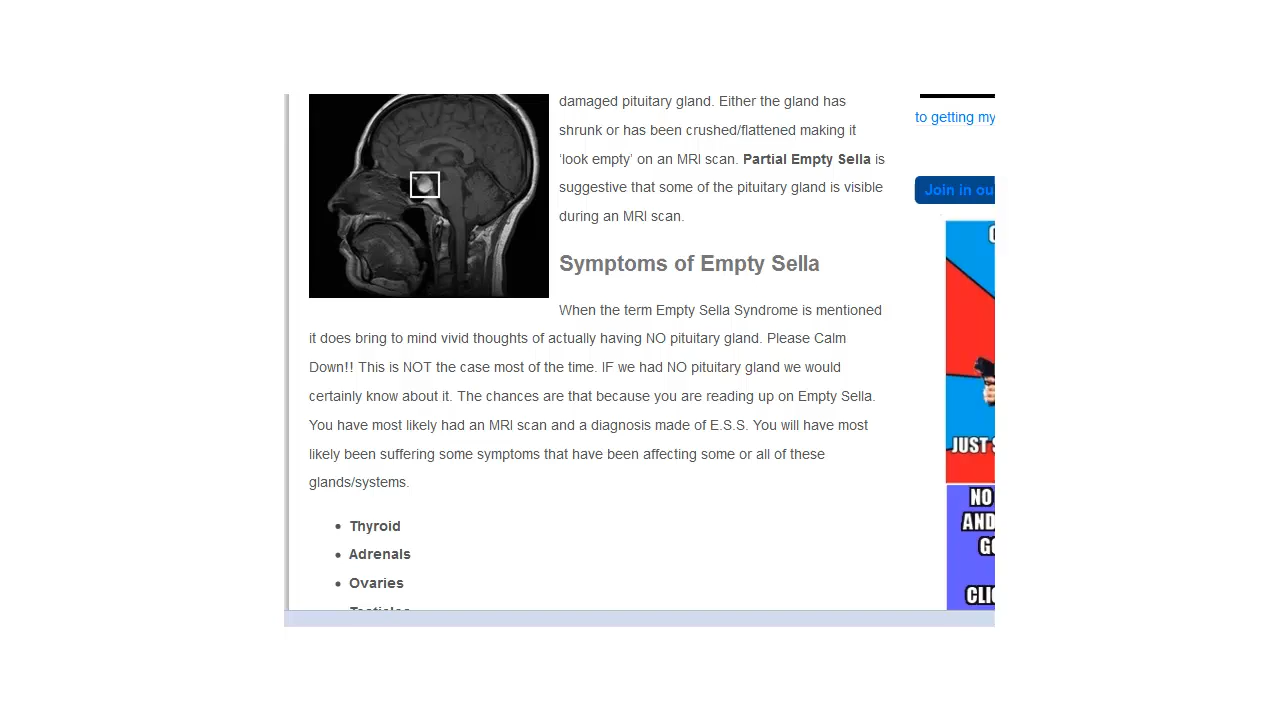 damaged pituitary gland. Either the gland has
shrunk or has been crushed/flattened making it
‘look empty’ on an MRI scan. Partial Empty Sella is
suggestive that some of the pituitary gland is visible
during an MRI scan.
Symptoms of Empty Sella
When the term Empty Sella Syndrome is mentioned
it does bring to mind vivid thoughts of actually having NO pituitary gland. Please Calm
Down!! This is NOT the case most of the time. IF we had NO pituitary gland we would
certainly know about it. The chances are that because you are reading up on Empty Sella.
You have most likely had an MRI scan and a diagnosis made of E.S.S. You will have most
likely been suffering some symptoms that have been affecting some or all of these
glands/systems.
Thyroid
Adrenals
Ovaries
to getting my
Join in ou
JUST
NO
AND